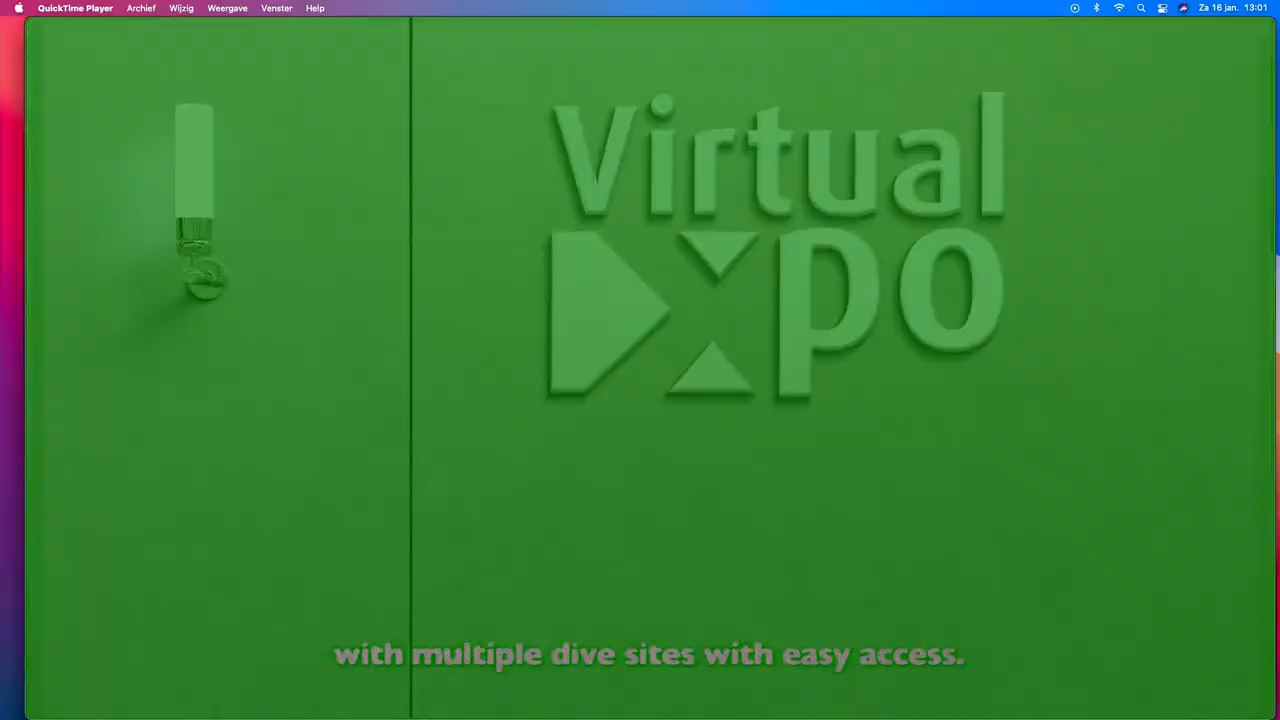 QuickTime Player Archief Wijzig Weergave Venster Help Za 16 jan. 13:01
Virtual
Xpo
with multiple dive sites with easy access.